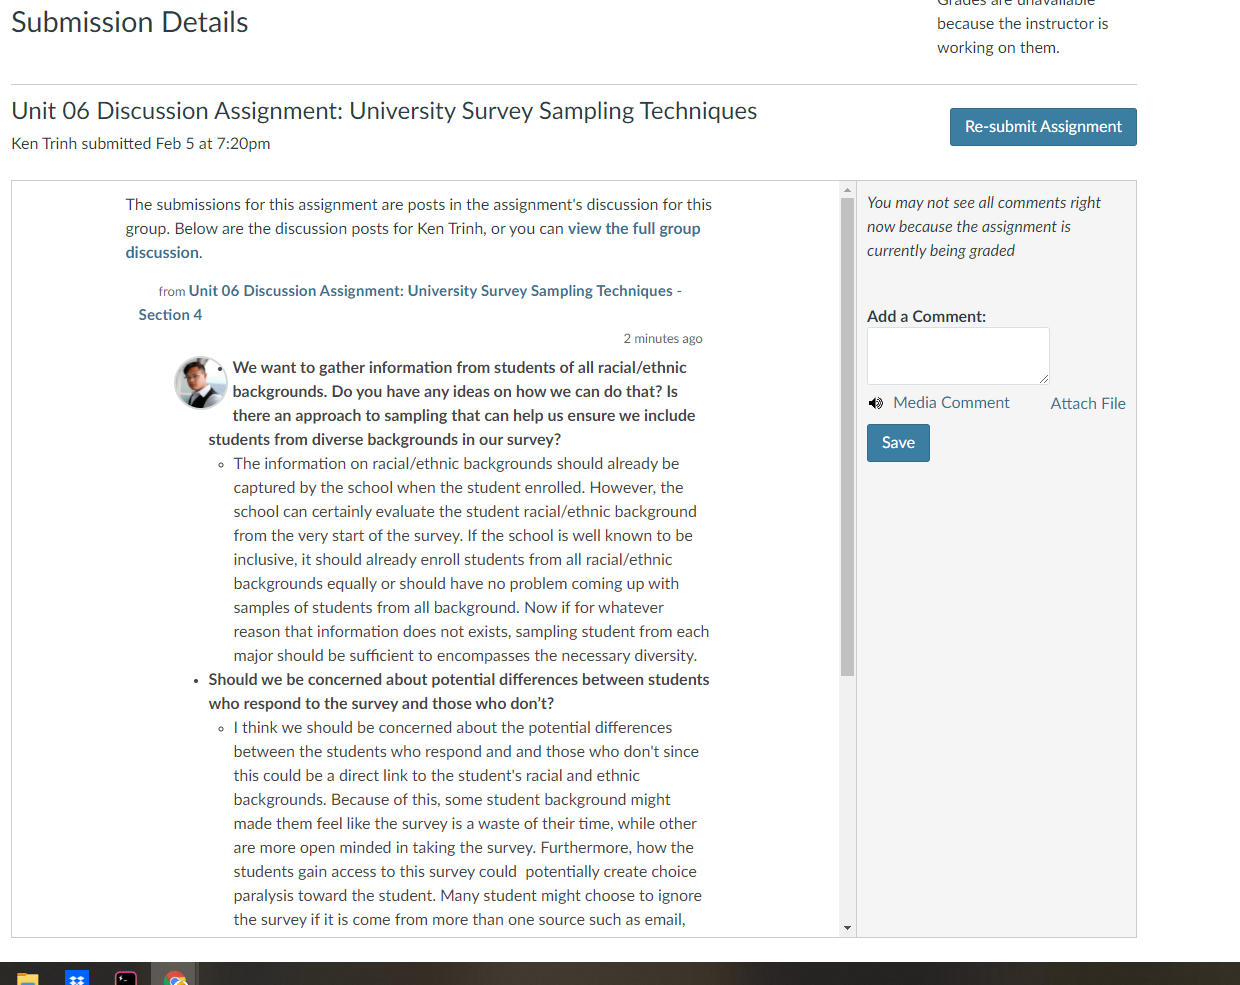 Submission Details
Grades are unavailable
because the instructor is
working on them.
Unit 06 Discussion Assignment: University Survey Sampling Techniques
Ken Trinh submitted Feb 5 at 7:20pm
Re-submit Assignment
The submissions for this assignment are posts in the assignment's discussion for this
group. Below are the discussion posts for Ken Trinh, or you can view the full group
discussion.
from Unit 06 Discussion Assignment: University Survey Sampling Techniques -
Section 4
2 minutes ago
We want to gather information from students of all racial/ethnic
backgrounds. Do you have any ideas on how we can do that? Is
there an approach to sampling that can help us ensure we include
students from diverse backgrounds in our survey?
The information on racial/ethnic backgrounds should already be
captured by the school when the student enrolled. However, the
school can certainly evaluate the student racial/ethnic background
from the very start of the survey. If the school is well known to be
inclusive, it should already enroll students from all racial/ethnic
backgrounds equally or should have no problem coming up with
samples of students from all background. Now if for whatever
reason that information does not exists, sampling student from each
major should be sufficient to encompasses the necessary diversity.
Should we be concerned about potential differences between students
who respond to the survey and those who don’t?
I think we should be concerned about the potential differences
between the students who respond and and those who don't since
this could be a direct link to the student's racial and ethnic
backgrounds. Because of this, some student background might
made them feel like the survey is a waste of their time, while other
are more open minded in taking the survey. Furthermore, how the
students gain access to this survey could  potentially create choice
paralysis toward the student. Many student might choose to ignore
the survey if it is come from more than one source such as email,
You may not see all comments right
now because the assignment is
currently being graded
Add a Comment:
Media Comment
Attach File
Save